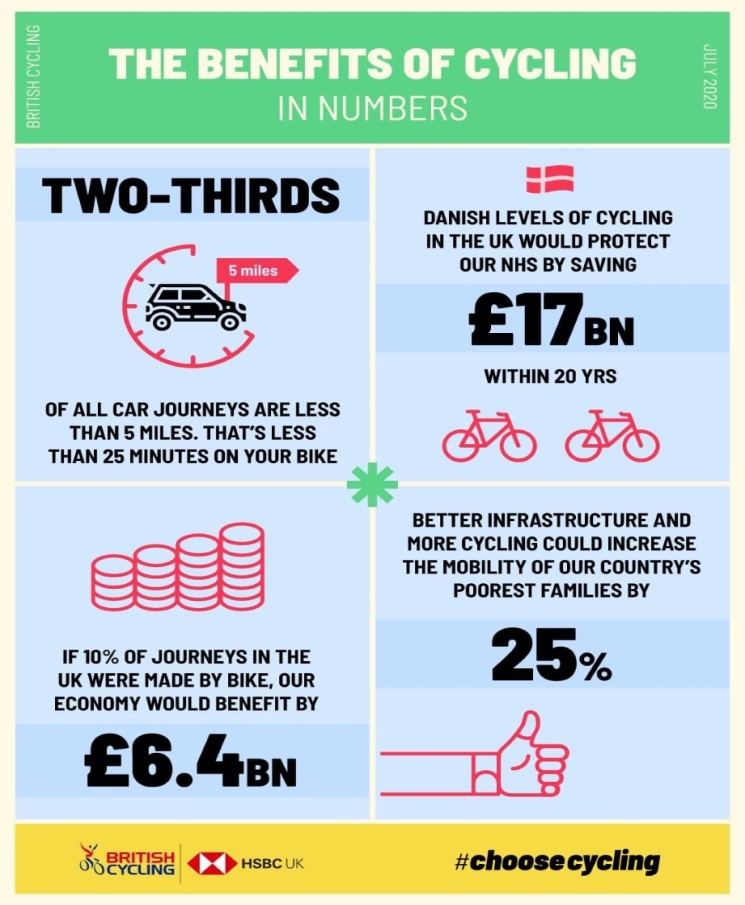 BRITISH CYCLING
THE BENEFITS OF CYCLING
IN NUMBERS
JULY 2020
TWO-THIRDS
5 miles
OF ALL CAR JOURNEYS ARE LESS
THAN 5 MILES. THAT'S LESS
THAN 25 MINUTES ON YOUR BIKE
DANISH LEVELS OF CYCLING
IN THE UK WOULD PROTECT
OUR NHS BY SAVING
£17BN
WITHIN 20 YRS
IF 10% OF JOURNEYS IN THE
UK WERE MADE BY BIKE, OUR
ECONOMY WOULD BENEFIT BY
£6.4BN
BETTER INFRASTRUCTURE AND
MORE CYCLING COULD INCREASE
THE MOBILITY OF OUR COUNTRY'S
POOREST FAMILIES BY
25%
BRITISH
CYCLING
HSBC UK
#choosecycling